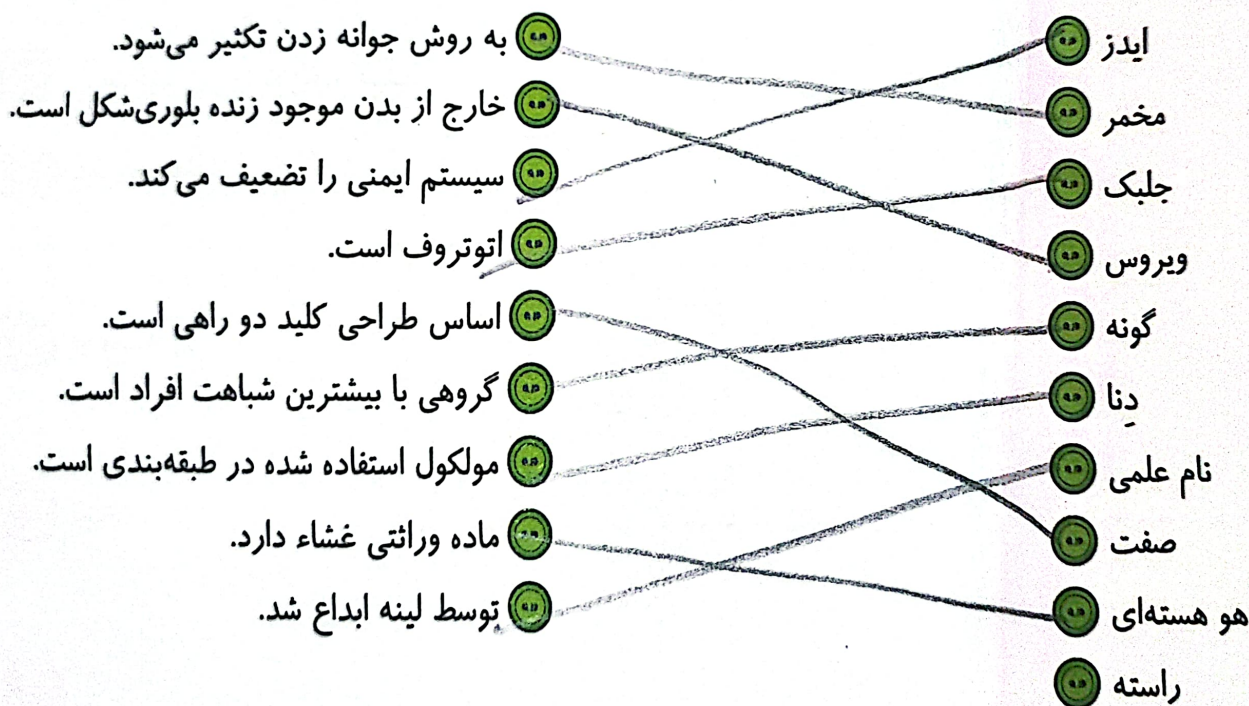 ایدز
مخمر
جلبک
ویروس
گونه
دِنا
نام علمی
صفت
هو هسته‌ای
راسته
به روش جوانه زدن تکثیر می‌شود.
خارج از بدن موجود زنده بلوری‌شکل است.
سیستم ایمنی را تضعیف می‌کند.
اتوتروف است.
اساس طراحی کلید دو راهی است.
گروهی با بیشترین شباهت افراد است.
مولکول استفاده شده در طبقه‌بندی است.
ماده وراثتی غشاء دارد.
توسط لینه ابداع شد.